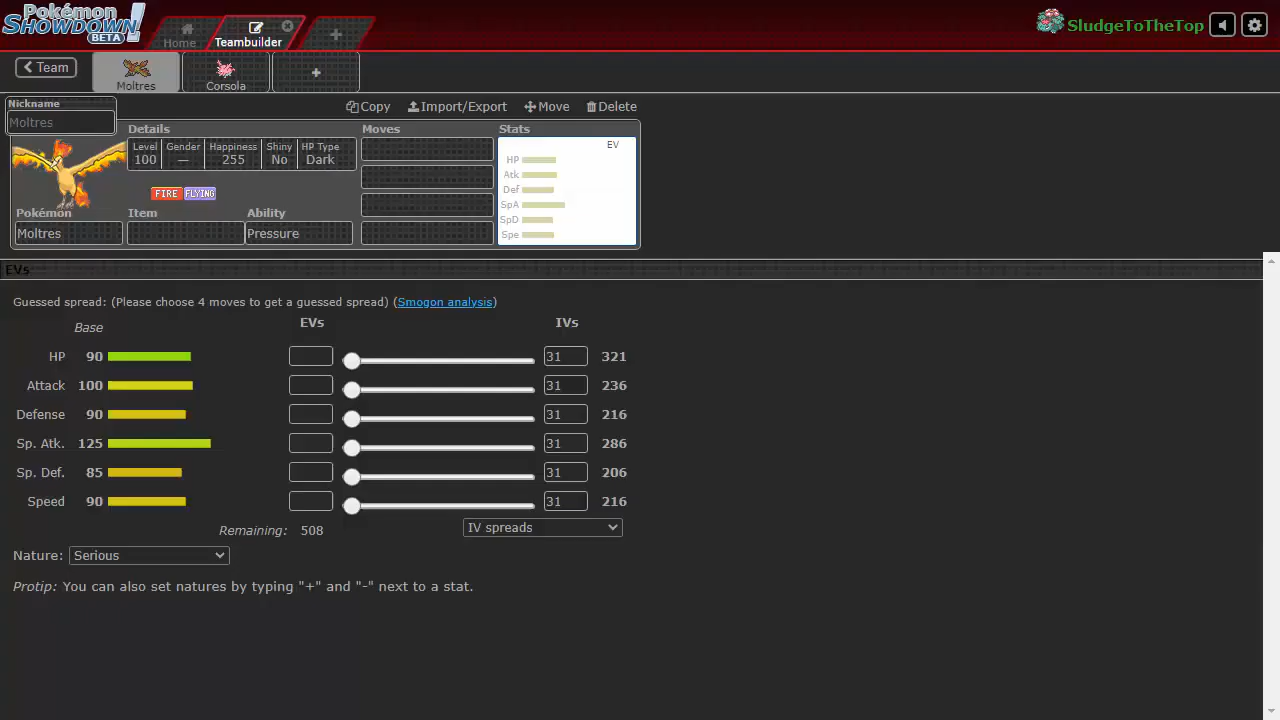 Pokémon
SHOWDOWN!
BETA
Home
Teambuilder
SludgeToTheTop
Team
Moltres
Corsola
Nickname
Moltres
Copy Import/Export Move Delete
Details
Level Gender Happiness Shiny HP Type
100 — 255 No Dark
FIRE FLYING
Pokémon Item Ability
Moltres Pressure
Moves
Stats
EV
HP
Atk
Def
SpA
SpD
Spe
EVs
Guessed spread: (Please choose 4 moves to get a guessed spread) (Smogon analysis)
Base EVs IVs
HP 90 31 321
Attack 100 31 236
Defense 90 31 216
Sp. Atk. 125 31 286
Sp. Def. 85 31 206
Speed 90 31 216
Remaining: 508 IV spreads
Nature: Serious
Protip: You can also set natures by typing "+" and "-" next to a stat.